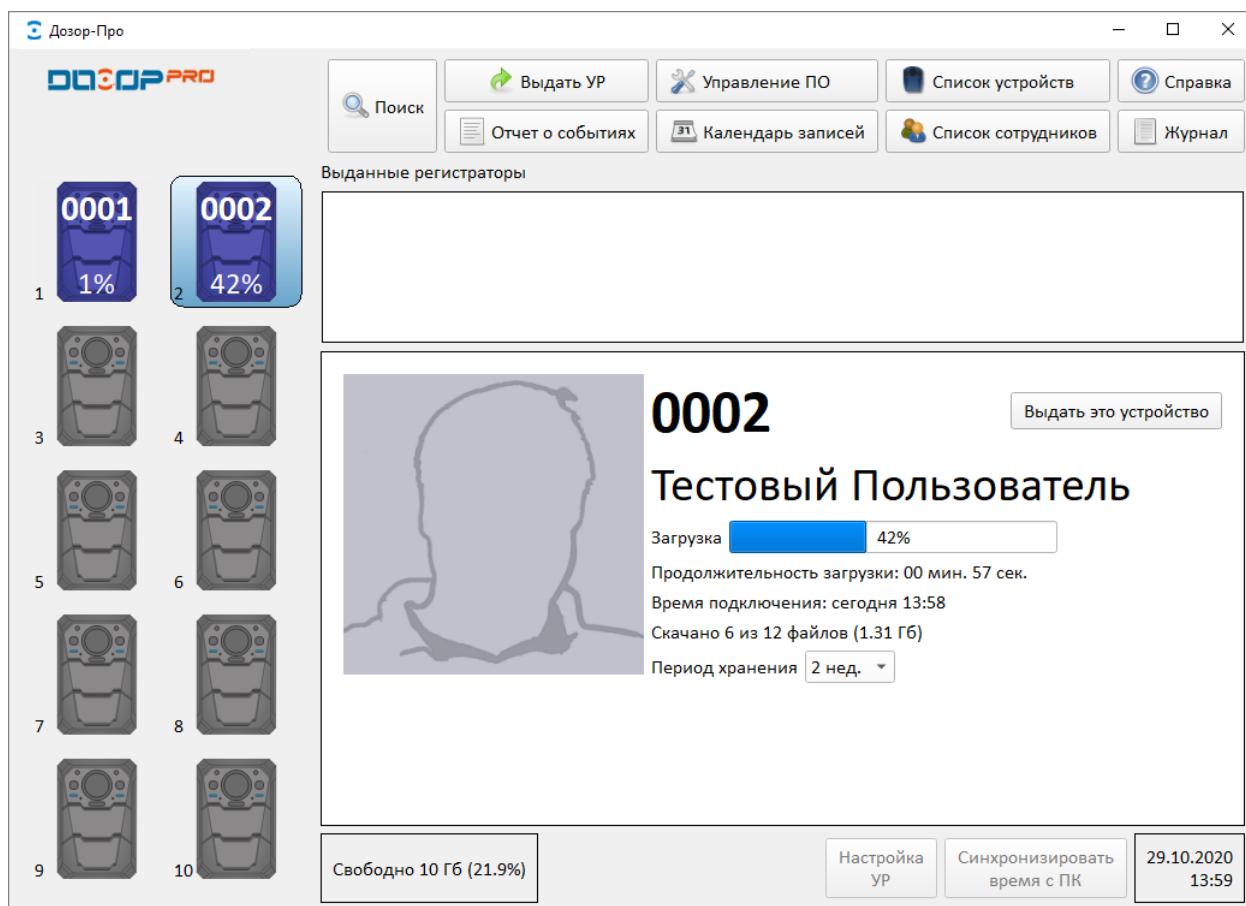 Дозор-Про
ДОЗОР PRO
Поиск
Выдать УР
Управление ПО
Список устройств
Справка
Отчет о событиях
31
Календарь записей
Список сотрудников
Журнал
Выданные регистраторы
0001
1%
1
0002
42%
2
3
4
5
6
7
8
9
10
0002
Выдать это устройство
Тестовый Пользователь
Загрузка 42%
Продолжительность загрузки: 00 мин. 57 сек.
Время подключения: сегодня 13:58
Скачано 6 из 12 файлов (1.31 Гб)
Период хранения 2 нед.
Свободно 10 Гб (21.9%)
Настройка
УР
Синхронизировать
время с ПК
29.10.2020
13:59